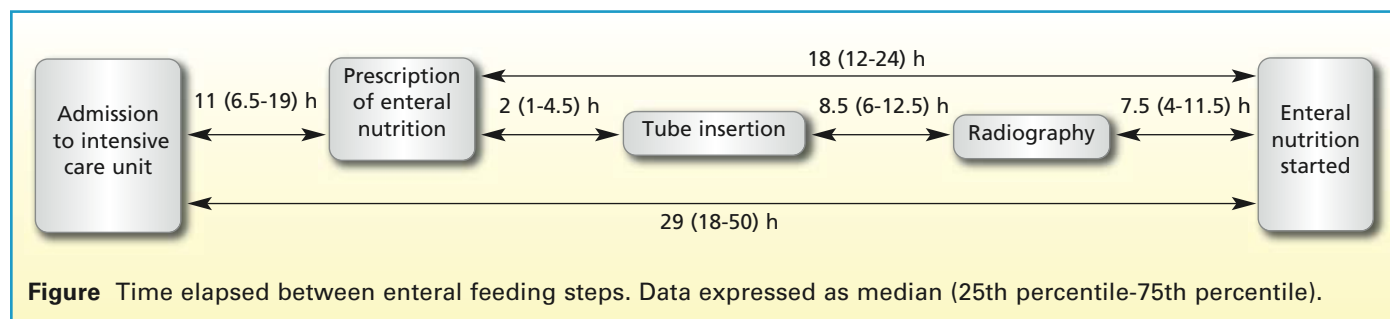 18 (12-24) h
Admission
to intensive
care unit
11 (6.5-19) h
Prescription
of enteral
nutrition
2 (1-4.5) h
Tube insertion
8.5 (6-12.5) h
Radiography
7.5 (4-11.5) h
Enteral
nutrition
started
29 (18-50) h
Figure Time elapsed between enteral feeding steps. Data expressed as median (25th percentile-75th percentile).